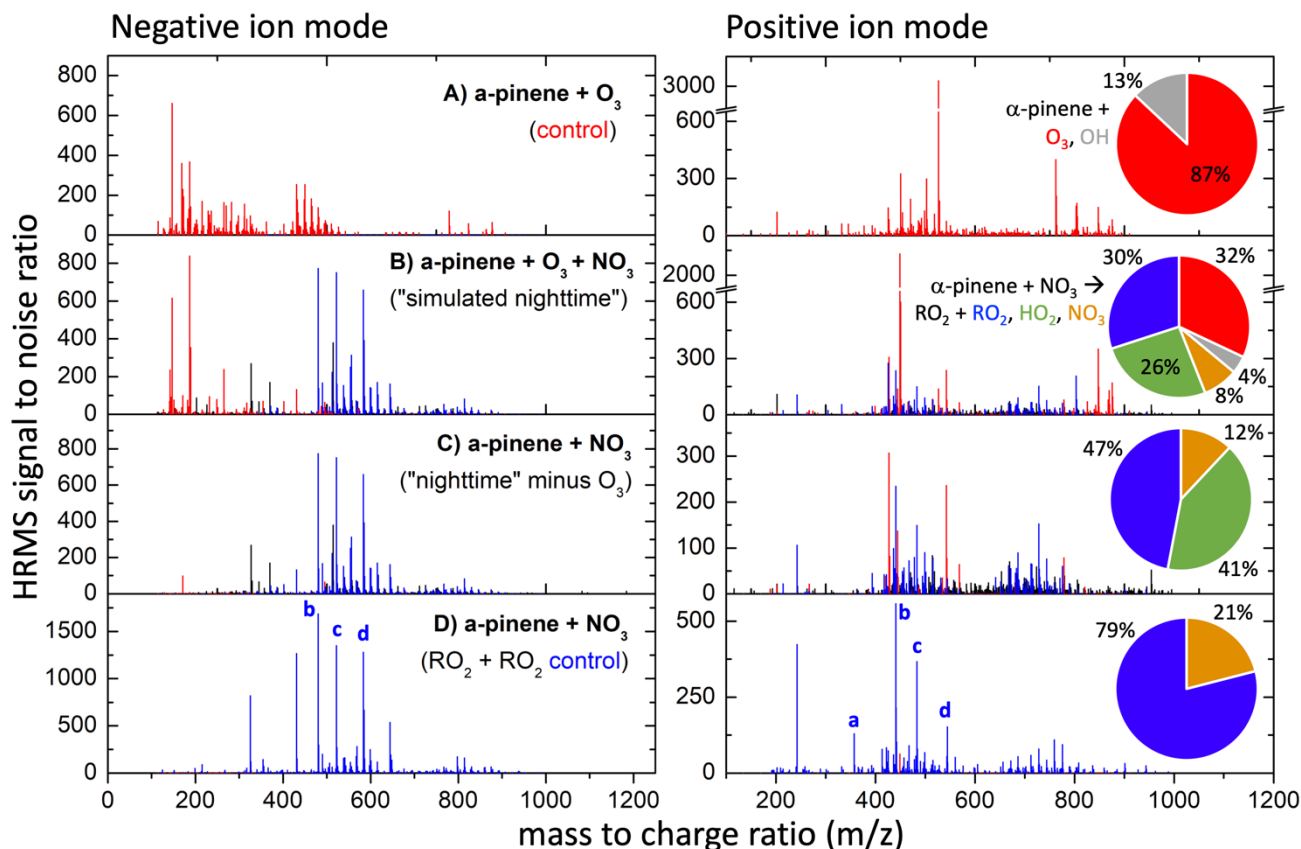 Negative ion mode
Positive ion mode
HRMS signal to noise ratio
800
600
400
200
0
A) a-pinene + O3
(control)
3000
600
300
0
13%
α-pinene +
O3, OH
87%
800
600
400
200
0
B) a-pinene + O3 + NO3
("simulated nighttime")
2000
600
300
0
30%
32%
α-pinene + NO3 →
RO2 + RO2, HO2, NO3
26%
4%
8%
800
600
400
200
0
C) a-pinene + NO3
("nighttime" minus O3)
300
200
100
0
47%
12%
41%
1500
1000
500
0
b
c
d
D) a-pinene + NO3
(RO2 + RO2 control)
500
250
0
a
b
c
d
79%
21%
0 200 400 600 800 1000 1200
200 400 600 800 1000 1200
mass to charge ratio (m/z)